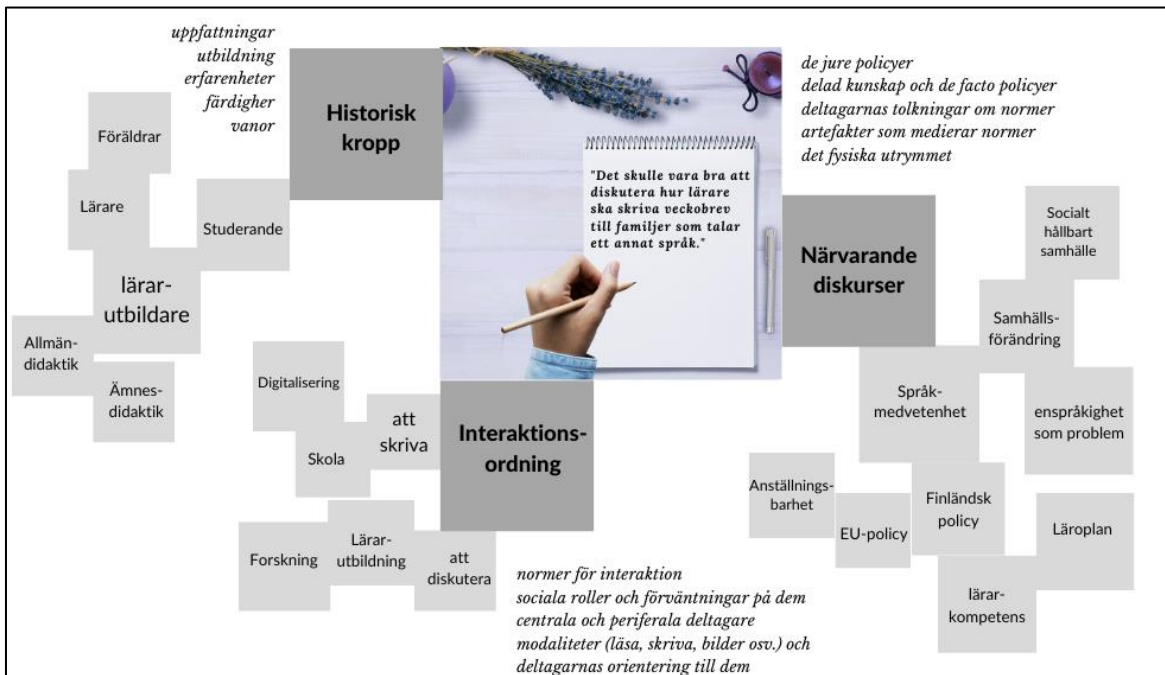 uppfattningar
utbildning
erfarenheter
färdigher
vanor
Historisk
kropp
Föräldrar
Lärare
Studerande
lärar-
utbildare
Allmän-
didaktik
Ämnes-
didaktik
"Det skulle vara bra att
diskutera hur lärare
ska skriva veckobrev
till familjer som talar
ett annat språk."
de jure policyer
delad kunskap och de facto policyer
deltagarnas tolkningar om normer
artefakter som medierar normer
det fysiska utrymmet
Närvarande
diskurser
Socialt
hållbart
samhälle
Samhälls-
förändring
Språk-
medvetenhet
enspråkighet
som problem
Anställnings-
barhet
EU-policy
Finländsk
policy
Läroplan
lärar-
kompetens
Interaktions-
ordning
Digitalisering
att
skriva
Skola
Forskning
Lärar-
utbildning
att
diskutera
normer för interaktion
sociala roller och förväntningar på dem
centrala och periferala deltagare
modaliteter (läsa, skriva, bilder osv.) och
deltagarnas orientering till dem